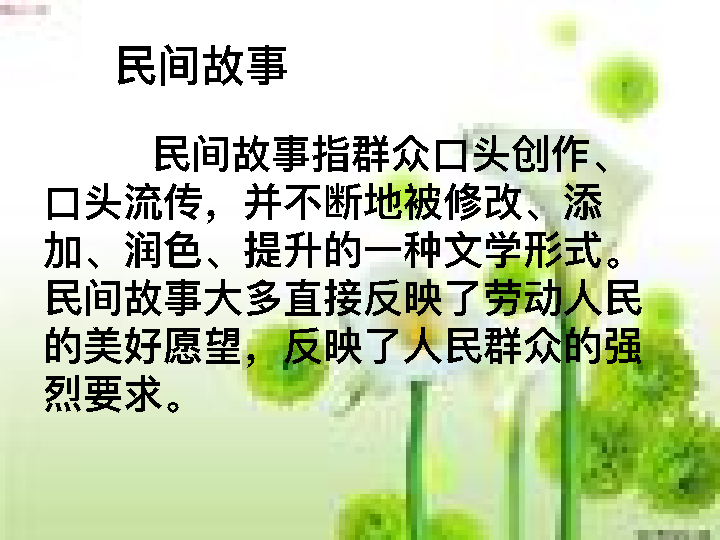 民间故事
民间故事指群众口头创作、
口头流传，并不断地被修改、添
加、润色、提升的一种文学形式。
民间故事大多直接反映了劳动人民
的美好愿望，反映了人民群众的强
烈要求。